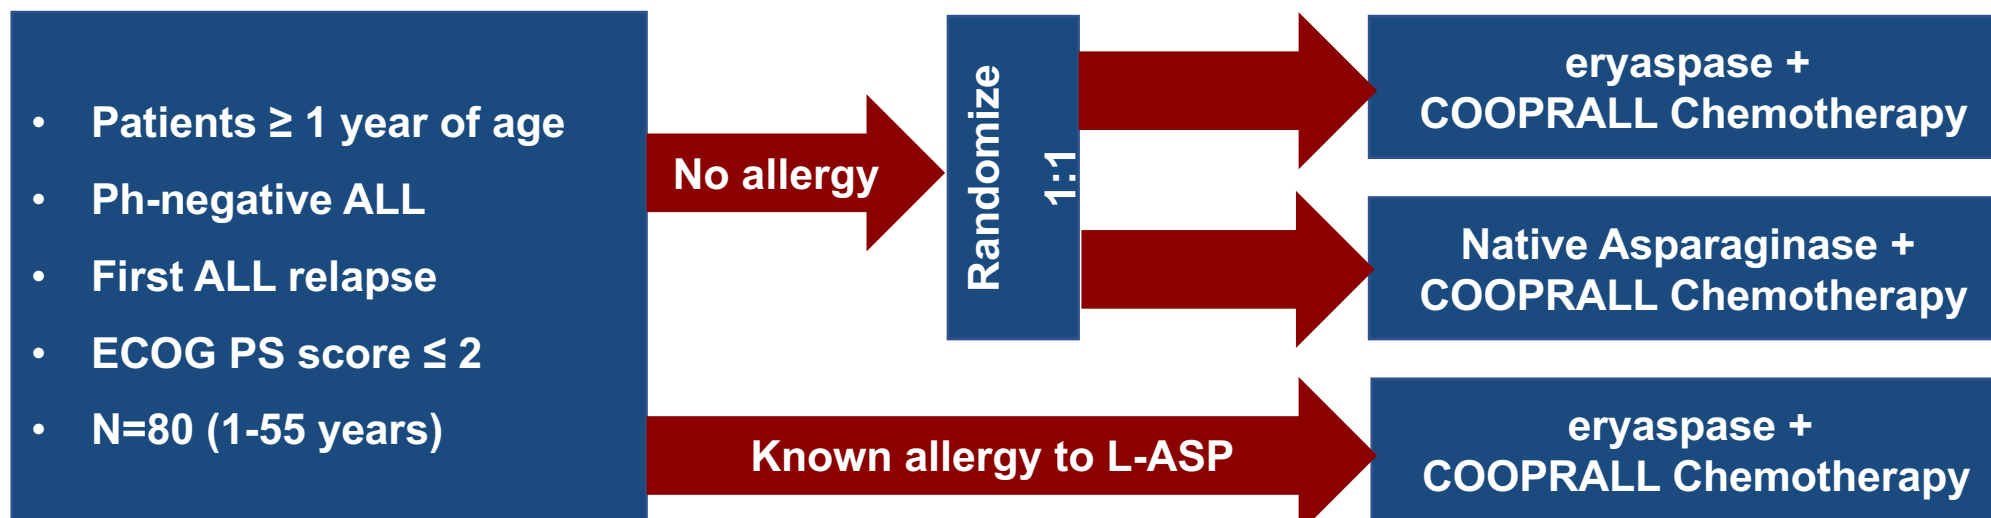 • Patients ≥ 1 year of age
• Ph-negative ALL
• First ALL relapse
• ECOG PS score ≤ 2
• N=80 (1-55 years)
No allergy
Randomize
1:1
eryaspase +
COOPRALL Chemotherapy
Native Asparaginase +
COOPRALL Chemotherapy
Known allergy to L-ASP
eryaspase +
COOPRALL Chemotherapy